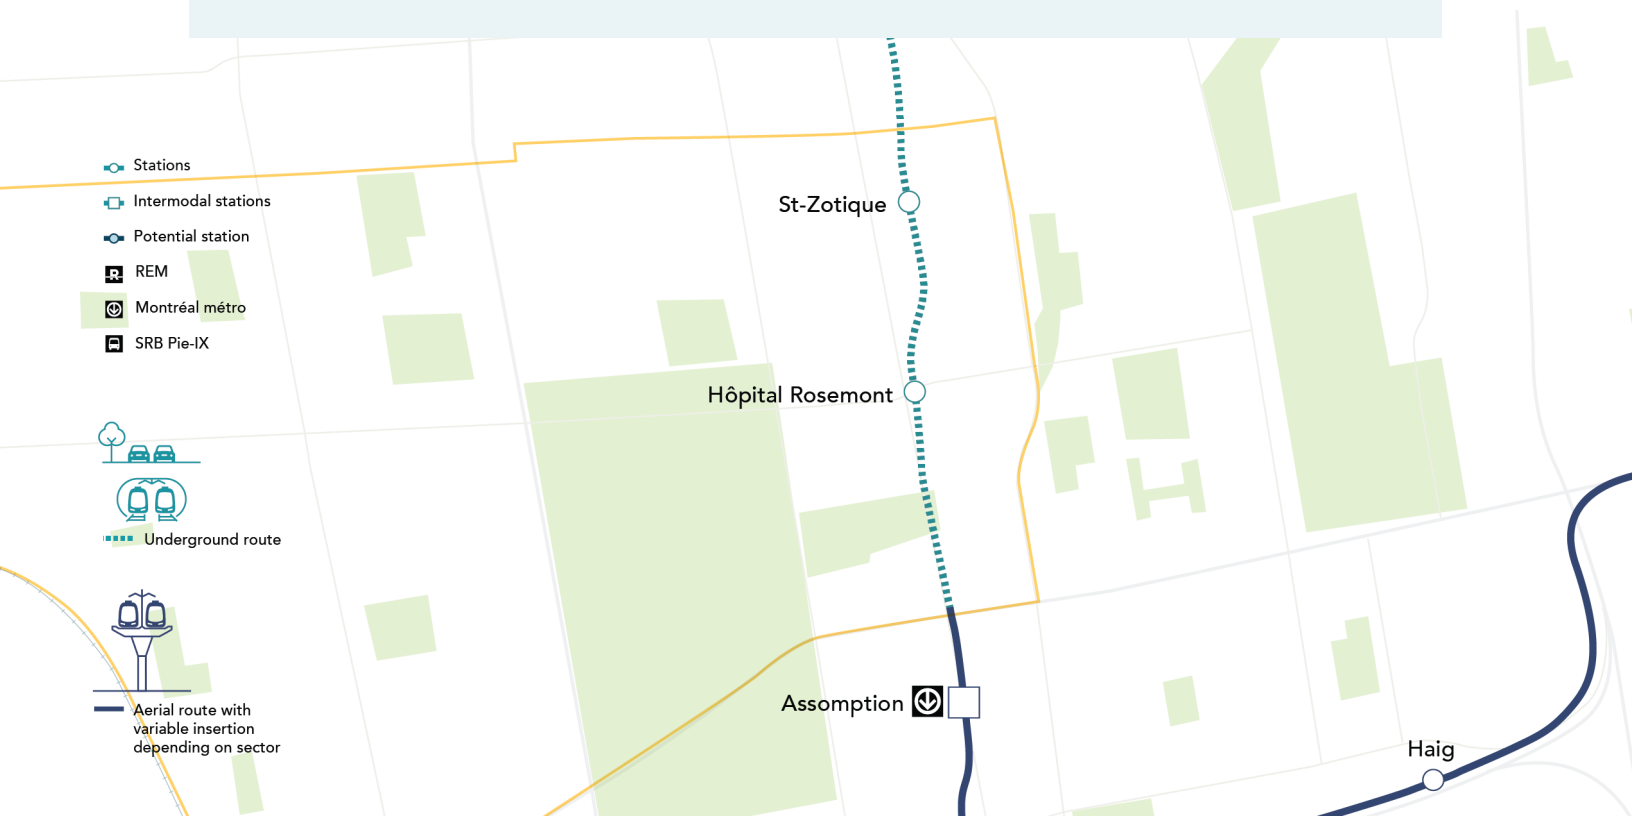 Stations
Intermodal stations
Potential station
REM
Montréal métro
SRB Pie-IX
Underground route
Aerial route with
variable insertion
depending on sector
St-Zotique
Hôpital Rosemont
Assomption
Haig